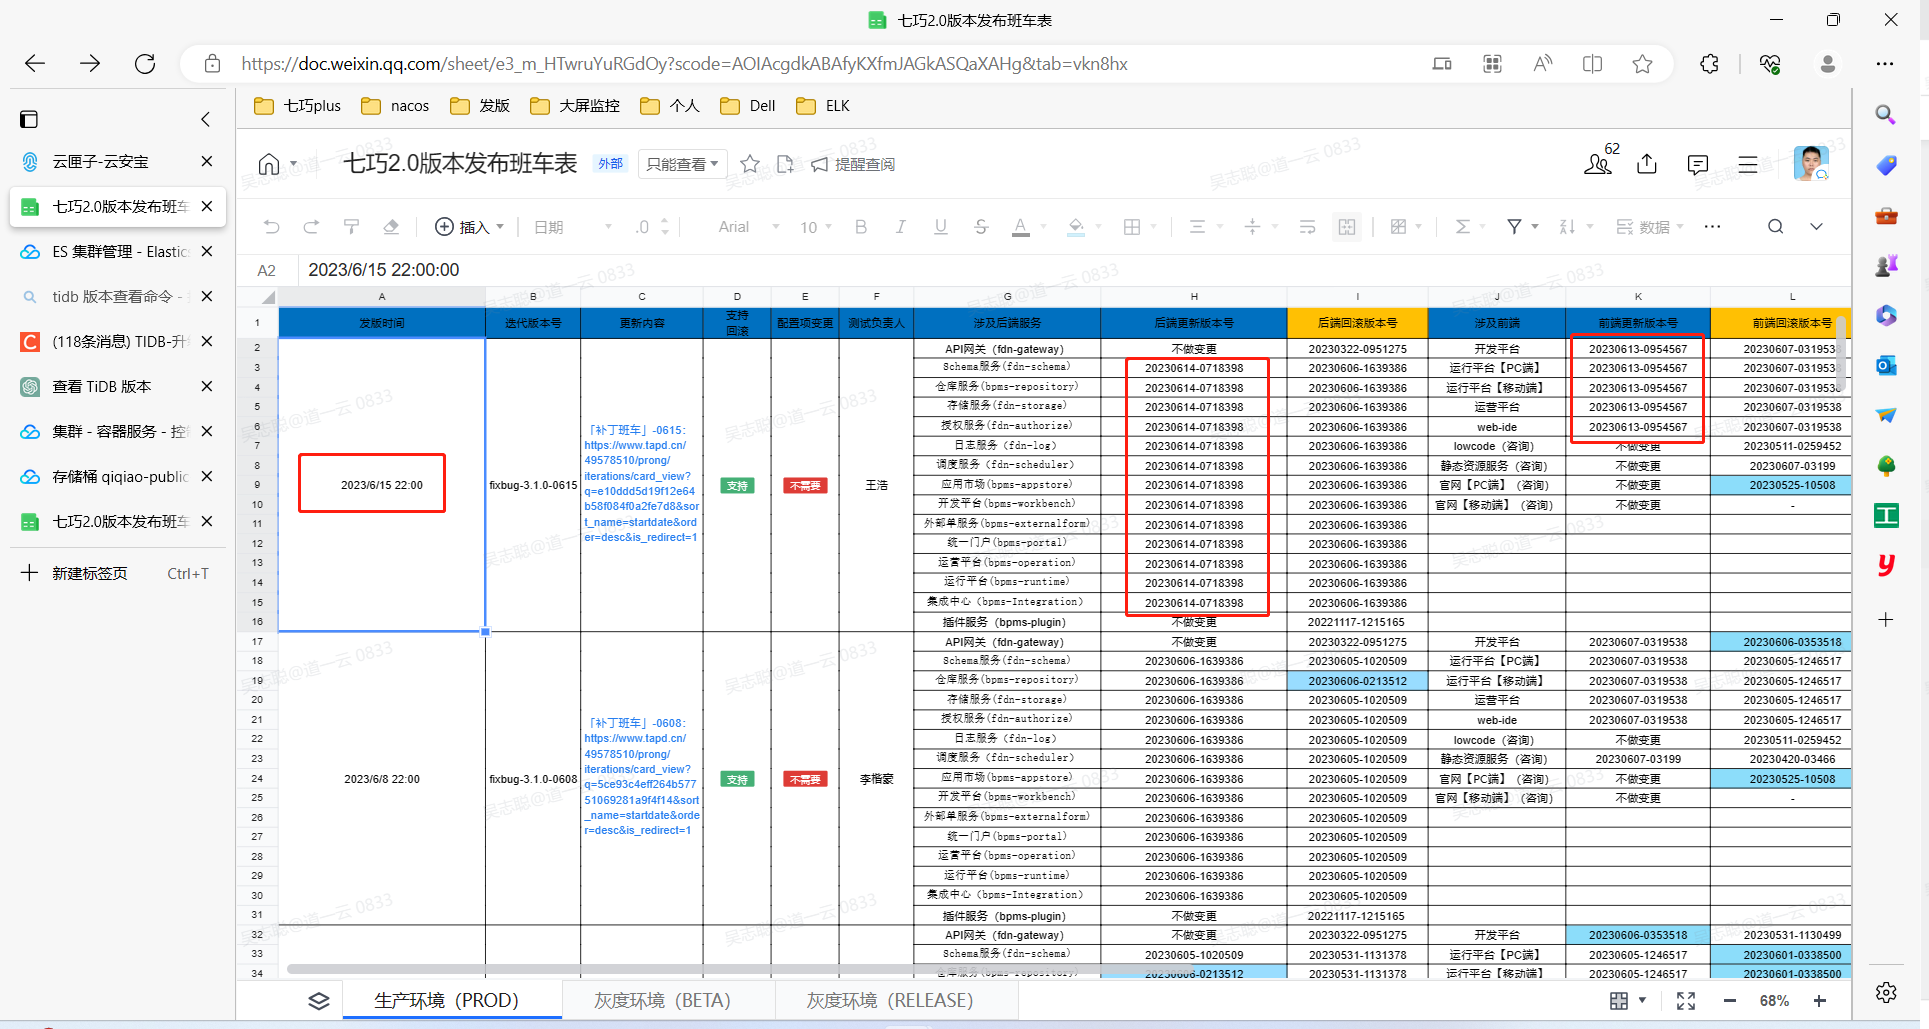 七巧2.0版本发布班车表
https://doc.weixin.qq.com/sheet/e3_m_HTwruYuRGdOy?scode=AOIAcgdkABAfyKXfmJAGkASQaXAHg&tab=vkn8hx
七巧plus nacos 发版 大屏监控 个人 Dell ELK
云匣子-云安宝
七巧2.0版本发布班车
ES 集群管理 - Elastic
tidb 版本查看命令 -
(118条消息) TIDB-升
查看 TiDB 版本
集群 - 容器服务 - 控
存储桶 qiqiao-public
七巧2.0版本发布班车
新建标签页 Ctrl+T
七巧2.0版本发布班车表 外部 只能查看 提醒查阅 62
插入 日期 .0 Arial 10 B I U S A 数据
A2 2023/6/15 22:00:00
A B C D E F G H I J K L
1 发版时间 迭代版本号 更新内容 支持回滚 配置项变更 测试负责人 涉及后端服务 后端更新版本号 后端回滚版本号 涉及前端 前端更新版本号 前端回滚版本号
2023/6/15 22:00 fixbug-3.1.0-0615
「补丁班车」-0615:
https://www.tapd.cn/
49578510/prong/
iterations/card_view?
q=e10ddd5d19f12e64
b58f084f0a2fe7d8&sor
t_name=startdate&ord
er=desc&is_redirect=1
支持 不需要 王浩
2 API网关（fdn-gateway） 不做变更 20230322-0951275 开发平台 20230613-0954567 20230607-0319538
3 Schema服务(fdn-schema) 20230614-0718398 20230606-1639386 运行平台【PC端】 20230613-0954567 20230607-0319538
4 仓库服务(bpms-repository) 20230614-0718398 20230606-1639386 运行平台【移动端】 20230613-0954567 20230607-0319538
5 存储服务(fdn-storage) 20230614-0718398 20230606-1639386 运营平台 20230613-0954567 20230607-0319538
6 授权服务(fdn-authorize) 20230614-0718398 20230606-1639386 web-ide 20230613-0954567 20230607-0319538
7 日志服务（fdn-log） 20230614-0718398 20230606-1639386 lowcode（咨询） 不做变更 20230511-0259452
8 调度服务（fdn-scheduler） 20230614-0718398 20230606-1639386 静态资源服务（咨询） 不做变更 20230607-03199
9 应用市场(bpms-appstore) 20230614-0718398 20230606-1639386 官网【PC端】（咨询） 不做变更 20230525-10508
10 开发平台(bpms-workbench) 20230614-0718398 20230606-1639386 官网【移动端】（咨询） 不做变更 -
11 外部单服务(bpms-externalform) 20230614-0718398 20230606-1639386
12 统一门户(bpms-portal) 20230614-0718398 20230606-1639386
13 运营平台(bpms-operation) 20230614-0718398 20230606-1639386
14 运行平台(bpms-runtime) 20230614-0718398 20230606-1639386
15 集成中心（bpms-Integration） 20230614-0718398 20230606-1639386
16 插件服务（bpms-plugin) 不做变更 20221117-1215165
2023/6/8 22:00 fixbug-3.1.0-0608
「补丁班车」-0608:
https://www.tapd.cn/
49578510/prong/
iterations/card_view?
q=5ce93c4eff264b577
51069281a9f4f14&sort
_name=startdate&orde
r=desc&is_redirect=1
支持 不需要 李楷豪
17 API网关（fdn-gateway） 不做变更 20230322-0951275 开发平台 20230607-0319538 20230606-0353518
18 Schema服务(fdn-schema) 20230606-1639386 20230605-1020509 运行平台【PC端】 20230607-0319538 20230605-1246517
19 仓库服务(bpms-repository) 20230606-1639386 20230606-0213512 运行平台【移动端】 20230607-0319538 20230605-1246517
20 存储服务(fdn-storage) 20230606-1639386 20230605-1020509 运营平台 20230607-0319538 20230605-1246517
21 授权服务(fdn-authorize) 20230606-1639386 20230605-1020509 web-ide 20230607-0319538 20230605-1246517
22 日志服务（fdn-log） 20230606-1639386 20230605-1020509 lowcode（咨询） 不做变更 20230511-0259452
23 调度服务（fdn-scheduler） 20230606-1639386 20230605-1020509 静态资源服务（咨询） 20230607-03199 20230420-03466
24 应用市场(bpms-appstore) 20230606-1639386 20230605-1020509 官网【PC端】（咨询） 不做变更 20230525-10508
25 开发平台(bpms-workbench) 20230606-1639386 20230605-1020509 官网【移动端】（咨询） 不做变更 -
26 外部单服务(bpms-externalform) 20230606-1639386 20230605-1020509
27 统一门户(bpms-portal) 20230606-1639386 20230605-1020509
28 运营平台(bpms-operation) 20230606-1639386 20230605-1020509
29 运行平台(bpms-runtime) 20230606-1639386 20230605-1020509
30 集成中心（bpms-Integration） 20230606-1639386 20230605-1020509
31 插件服务（bpms-plugin) 不做变更 20221117-1215165
32 API网关（fdn-gateway） 不做变更 20230322-0951275 开发平台 20230606-0353518 20230531-1130499
33 Schema服务(fdn-schema) 20230605-1020509 20230531-1131378 运行平台【PC端】 20230605-1246517 20230601-0338500
34 仓库服务(bpms-repository) 20230606-0213512 20230531-1131378 运行平台【移动端】 20230605-1246517 20230601-0338500
生产环境（PROD） 灰度环境（BETA） 灰度环境（RELEASE） 68%
吴志聪@道一云 0833